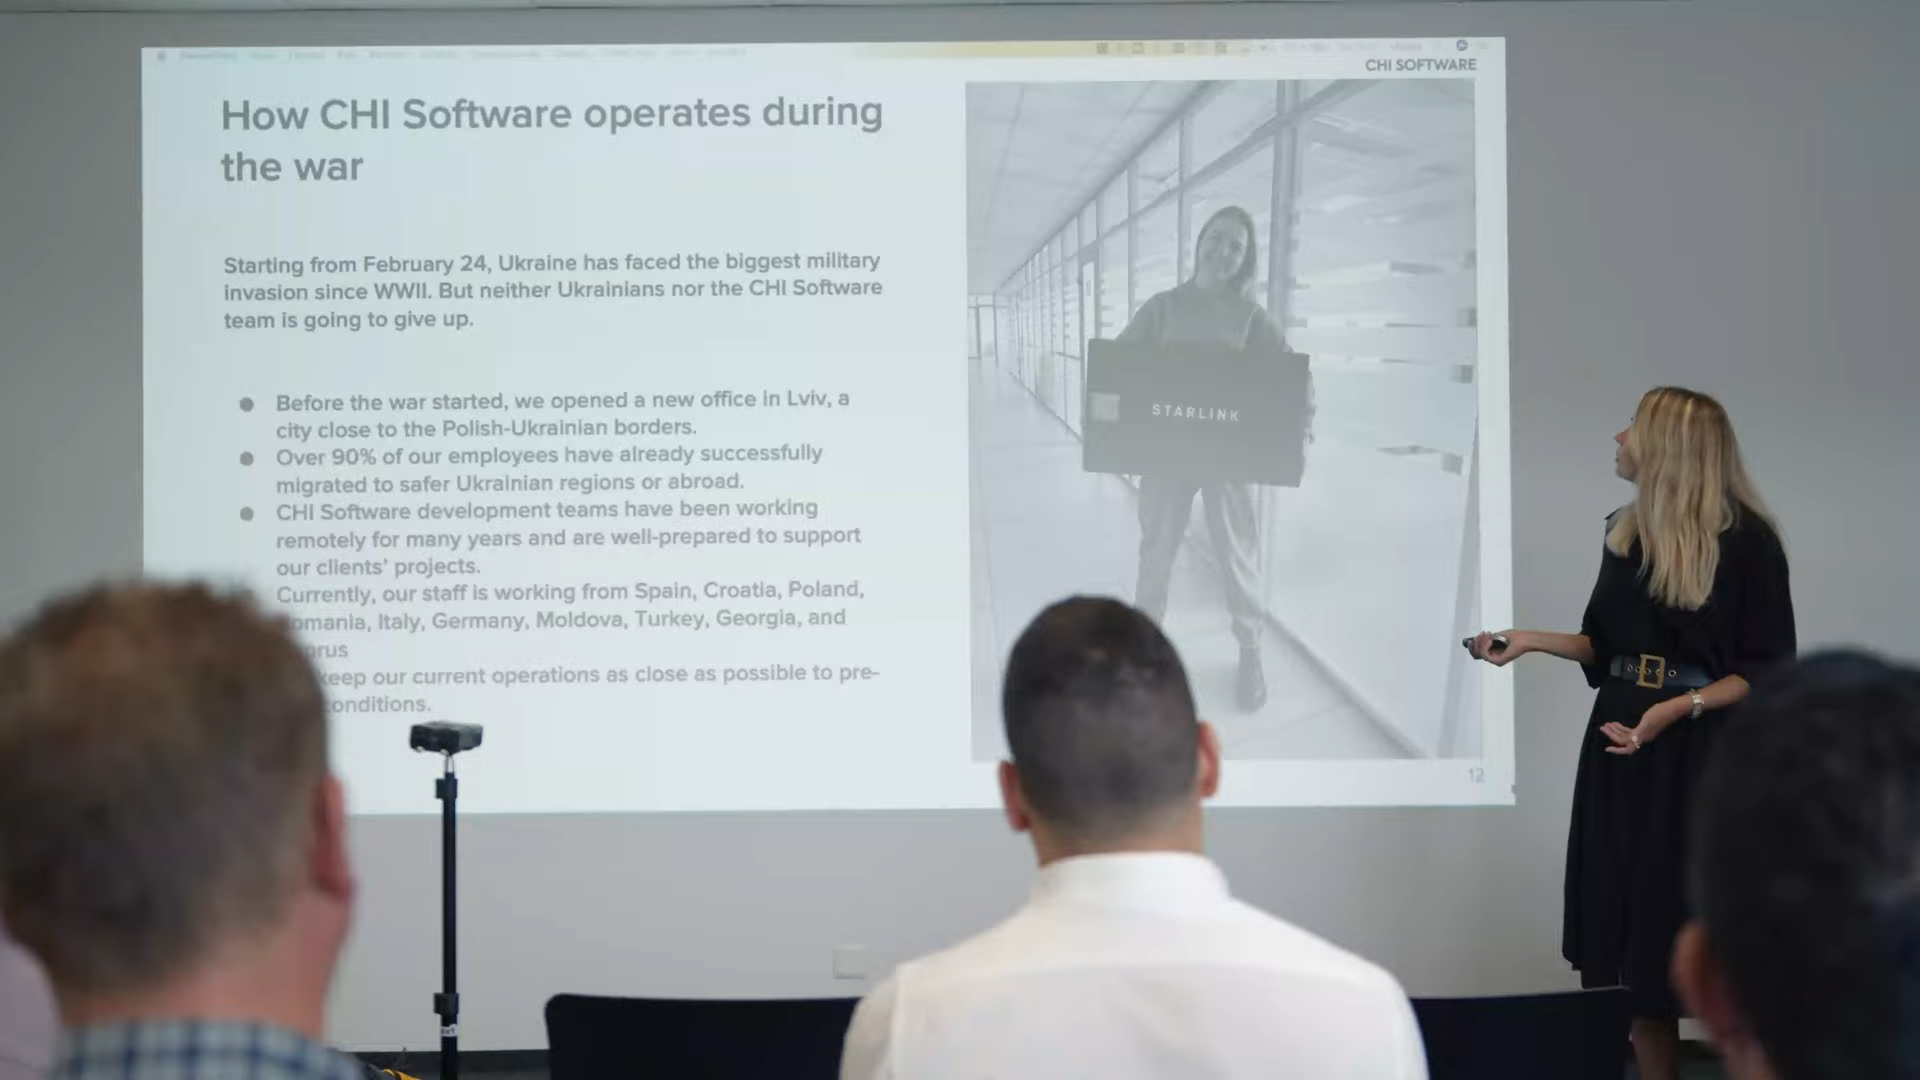 CHI SOFTWARE
How CHI Software operates during
the war
Starting from February 24, Ukraine has faced the biggest military
invasion since WWII. But neither Ukrainians nor the CHI Software
team is going to give up.
Before the war started, we opened a new office in Lviv, a
city close to the Polish-Ukrainian borders.
Over 90% of our employees have already successfully
migrated to safer Ukrainian regions or abroad.
CHI Software development teams have been working
remotely for many years and are well-prepared to support
our clients' projects.
Currently, our staff is working from Spain, Croatia, Poland,
Italy, Germany, Moldova, Turkey, Georgia, and
keep our current operations as close as possible to pre-
conditions.
STARLINK
12